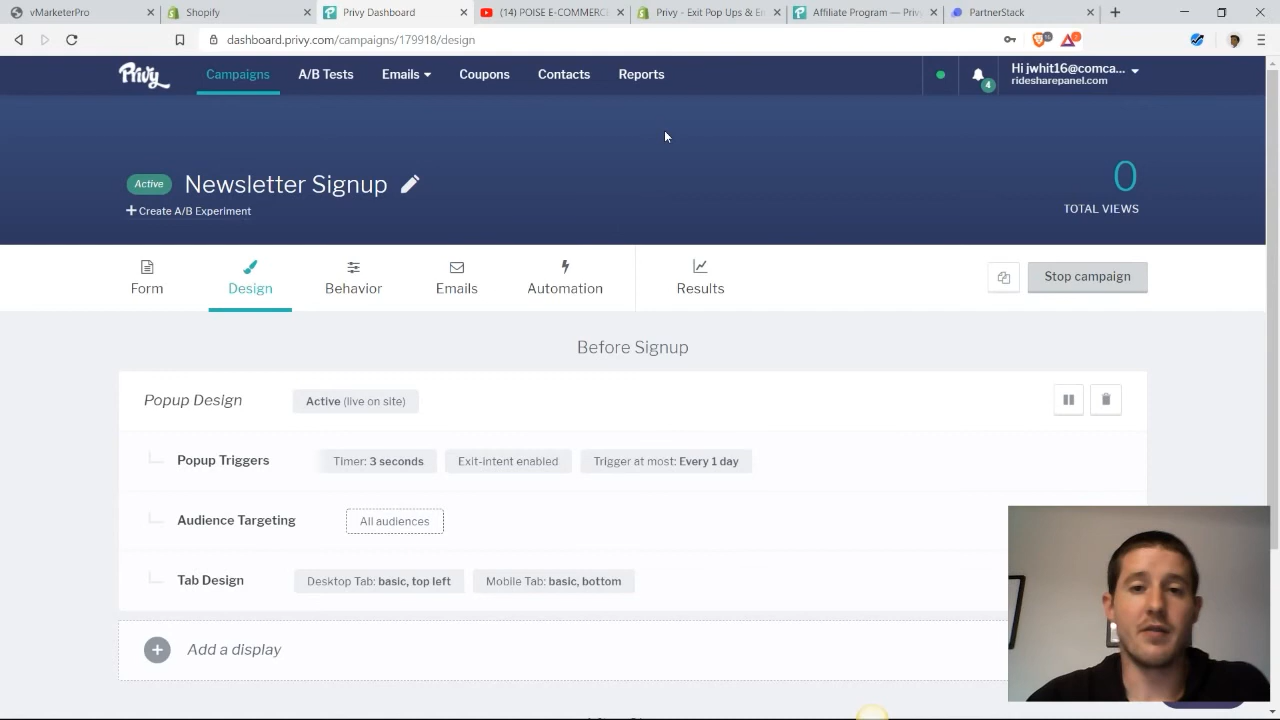 vMarketerPro
Shopify
Privy Dashboard
(14) POISE E-COMMERCE
Privy - Exit Pop Ups & Em
Affiliate Program — Priv
PartnerStack
dashboard.privy.com/campaigns/179918/design
Privy
Campaigns
A/B Tests
Emails
Coupons
Contacts
Reports
4
Hi jwhit16@comca...
ridesharepanel.com
Active
Newsletter Signup
Create A/B Experiment
0
TOTAL VIEWS
Form
Design
Behavior
Emails
Automation
Results
Stop campaign
Before Signup
Popup Design
Active (live on site)
Popup Triggers
Timer: 3 seconds
Exit-intent enabled
Trigger at most: Every 1 day
Audience Targeting
All audiences
Tab Design
Desktop Tab: basic, top left
Mobile Tab: basic, bottom
Add a display